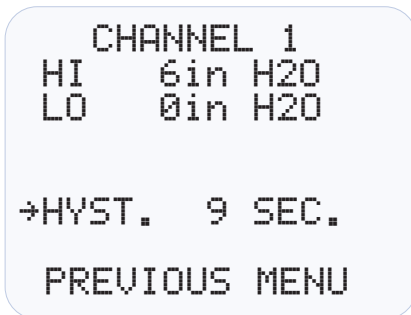 CHANNEL 1
HI 6in H2O
LO 0in H2O
→HYST. 9 SEC.
PREVIOUS MENU